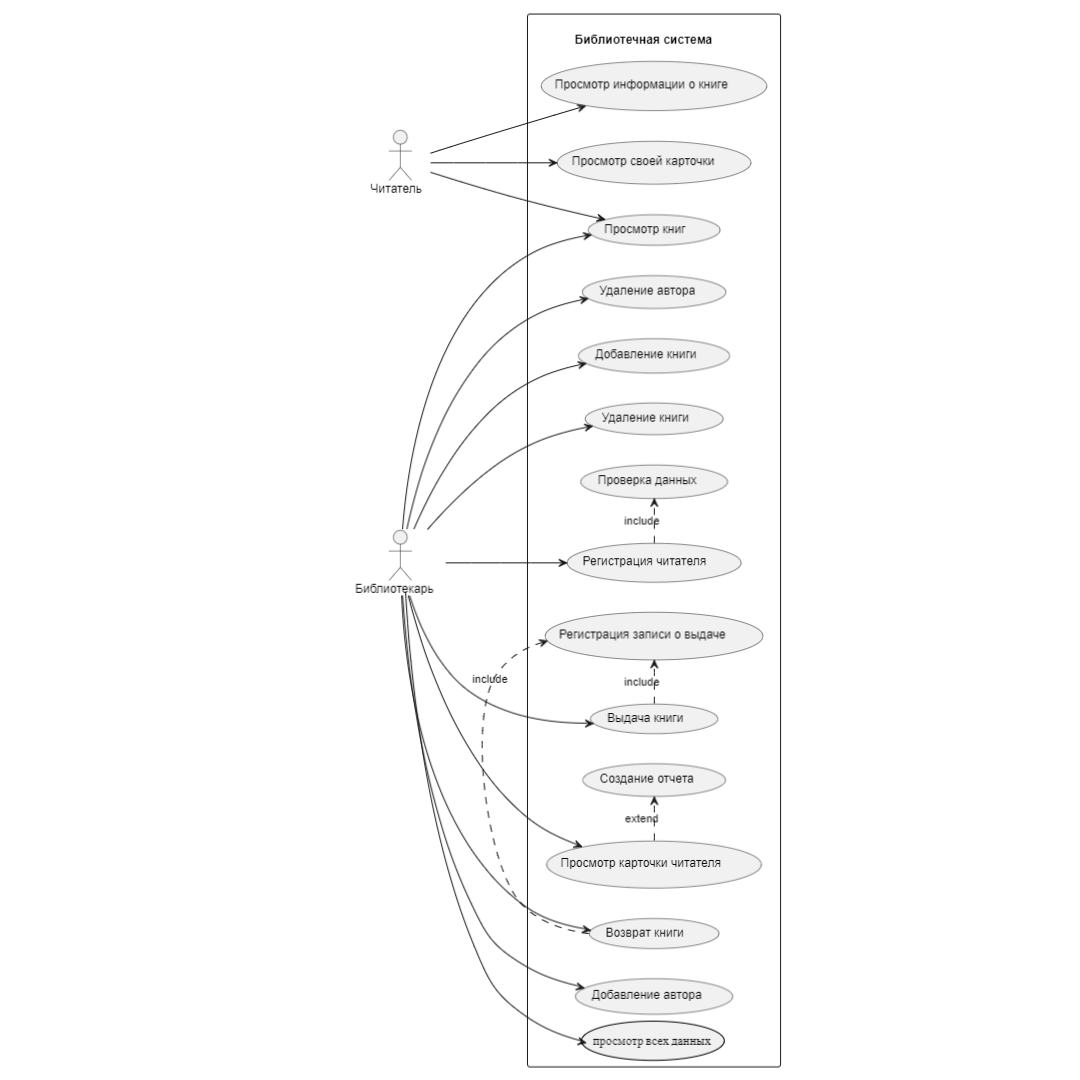 Библиотечная система
Просмотр информации о книге
Просмотр своей карточки
Читатель
Просмотр книг
Удаление автора
Добавление книги
Удаление книги
Проверка данных
include
Регистрация читателя
Библиотекарь
Регистрация записи о выдаче
include
include
Выдача книги
Создание отчета
extend
Просмотр карточки читателя
Возврат книги
Добавление автора
просмотр всех данных